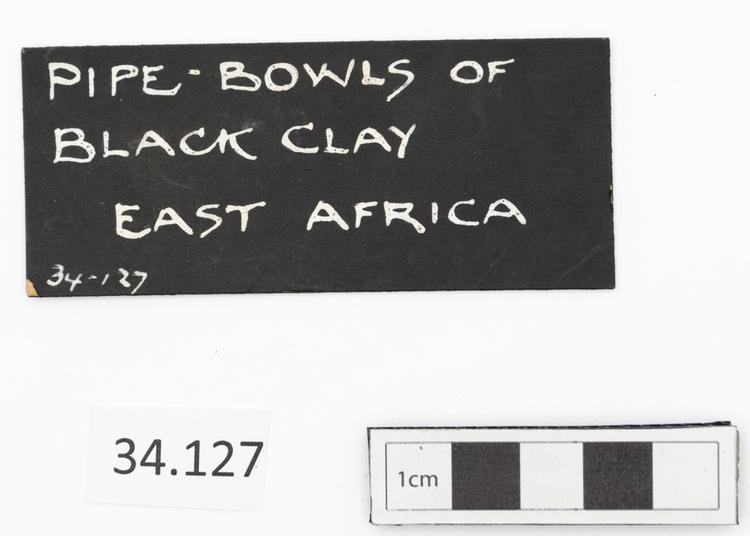 PIPE-BOWLS OF
BLACK CLAY
EAST AFRICA
34-127
34.127
1cm